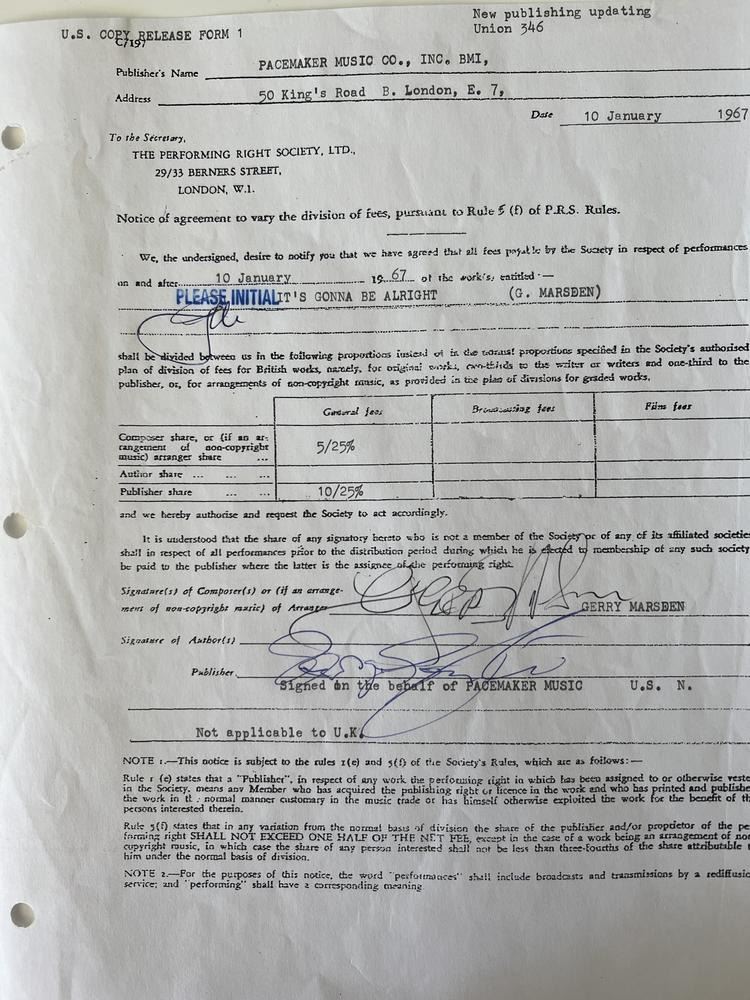 New publishing updating
Union 346
U.S. COPY RELEASE FORM 1
C/197
Publisher's Name PACEMAKER MUSIC CO., INC. BMI,
Address 50 King's Road B. London, E. 7,
Date 10 January 1967
To the Secretary,
THE PERFORMING RIGHT SOCIETY, LTD.,
29/33 BERNERS STREET,
LONDON, W.1.
Notice of agreement to vary the division of fees, pursuant to Rule 5 (f) of P.R.S. Rules.
We, the undersigned, desire to notify you that we have agreed that all fees payable by the Society in respect of performances
on and after 10 January 1967 of the work/s, entitled:—
PLEASE INITIAL IT'S GONNA BE ALRIGHT (G. MARSDEN)
shall be divided between us in the following proportions instead of in the normal proportions specified in the Society's authorised
plan of division of fees for British works, namely, for original works, two-thirds to the writer or writers and one-third to the
publisher, or, for arrangements of non-copyright music, as provided in the plan of divisions for graded works.
General fees Broadcasting fees Film fees
Composer share, or (if an ar-
rangement of non-copyright
music) arranger share ... 5/25%
Author share ... ... ...
Publisher share ... ... 10/25%
and we hereby authorise and request the Society to act accordingly.
It is understood that the share of any signatory hereto who is not a member of the Society or of any of its affiliated societies
shall in respect of all performances prior to the distribution period during which he is elected to membership of any such society
be paid to the publisher where the latter is the assignee of the performing right.
Signature(s) of Composer(s) or (if an arrange-
ment of non-copyright music) of Arranger GERRY MARSDEN
Signature of Author(s)
Publisher
Signed on the behalf of PACEMAKER MUSIC U.S. N.
Not applicable to U.K.
NOTE 1.—This notice is subject to the rules 1(e) and 5(f) of the Society's Rules, which are as follows:—
Rule 1 (e) states that a "Publisher", in respect of any work the performing right in which has been assigned to or otherwise veste
in the Society, means any Member who has acquired the publishing right or licence in the work and who has printed and publishe
the work in the normal manner customary in the music trade or has himself otherwise exploited the work for the benefit of th
persons interested therein.
Rule 5(f) states that in any variation from the normal basis of division the share of the publisher and/or proprietor of the pe
forming right SHALL NOT EXCEED ONE HALF OF THE NET FEE, except in the case of a work being an arrangement of non
copyright music, in which case the share of any person interested shall not be less than three-fourths of the share attributable t
him under the normal basis of division.
NOTE 2.—For the purposes of this notice, the word "performances" shall include broadcasts and transmissions by a rediffusio
service; and "performing" shall have a corresponding meaning